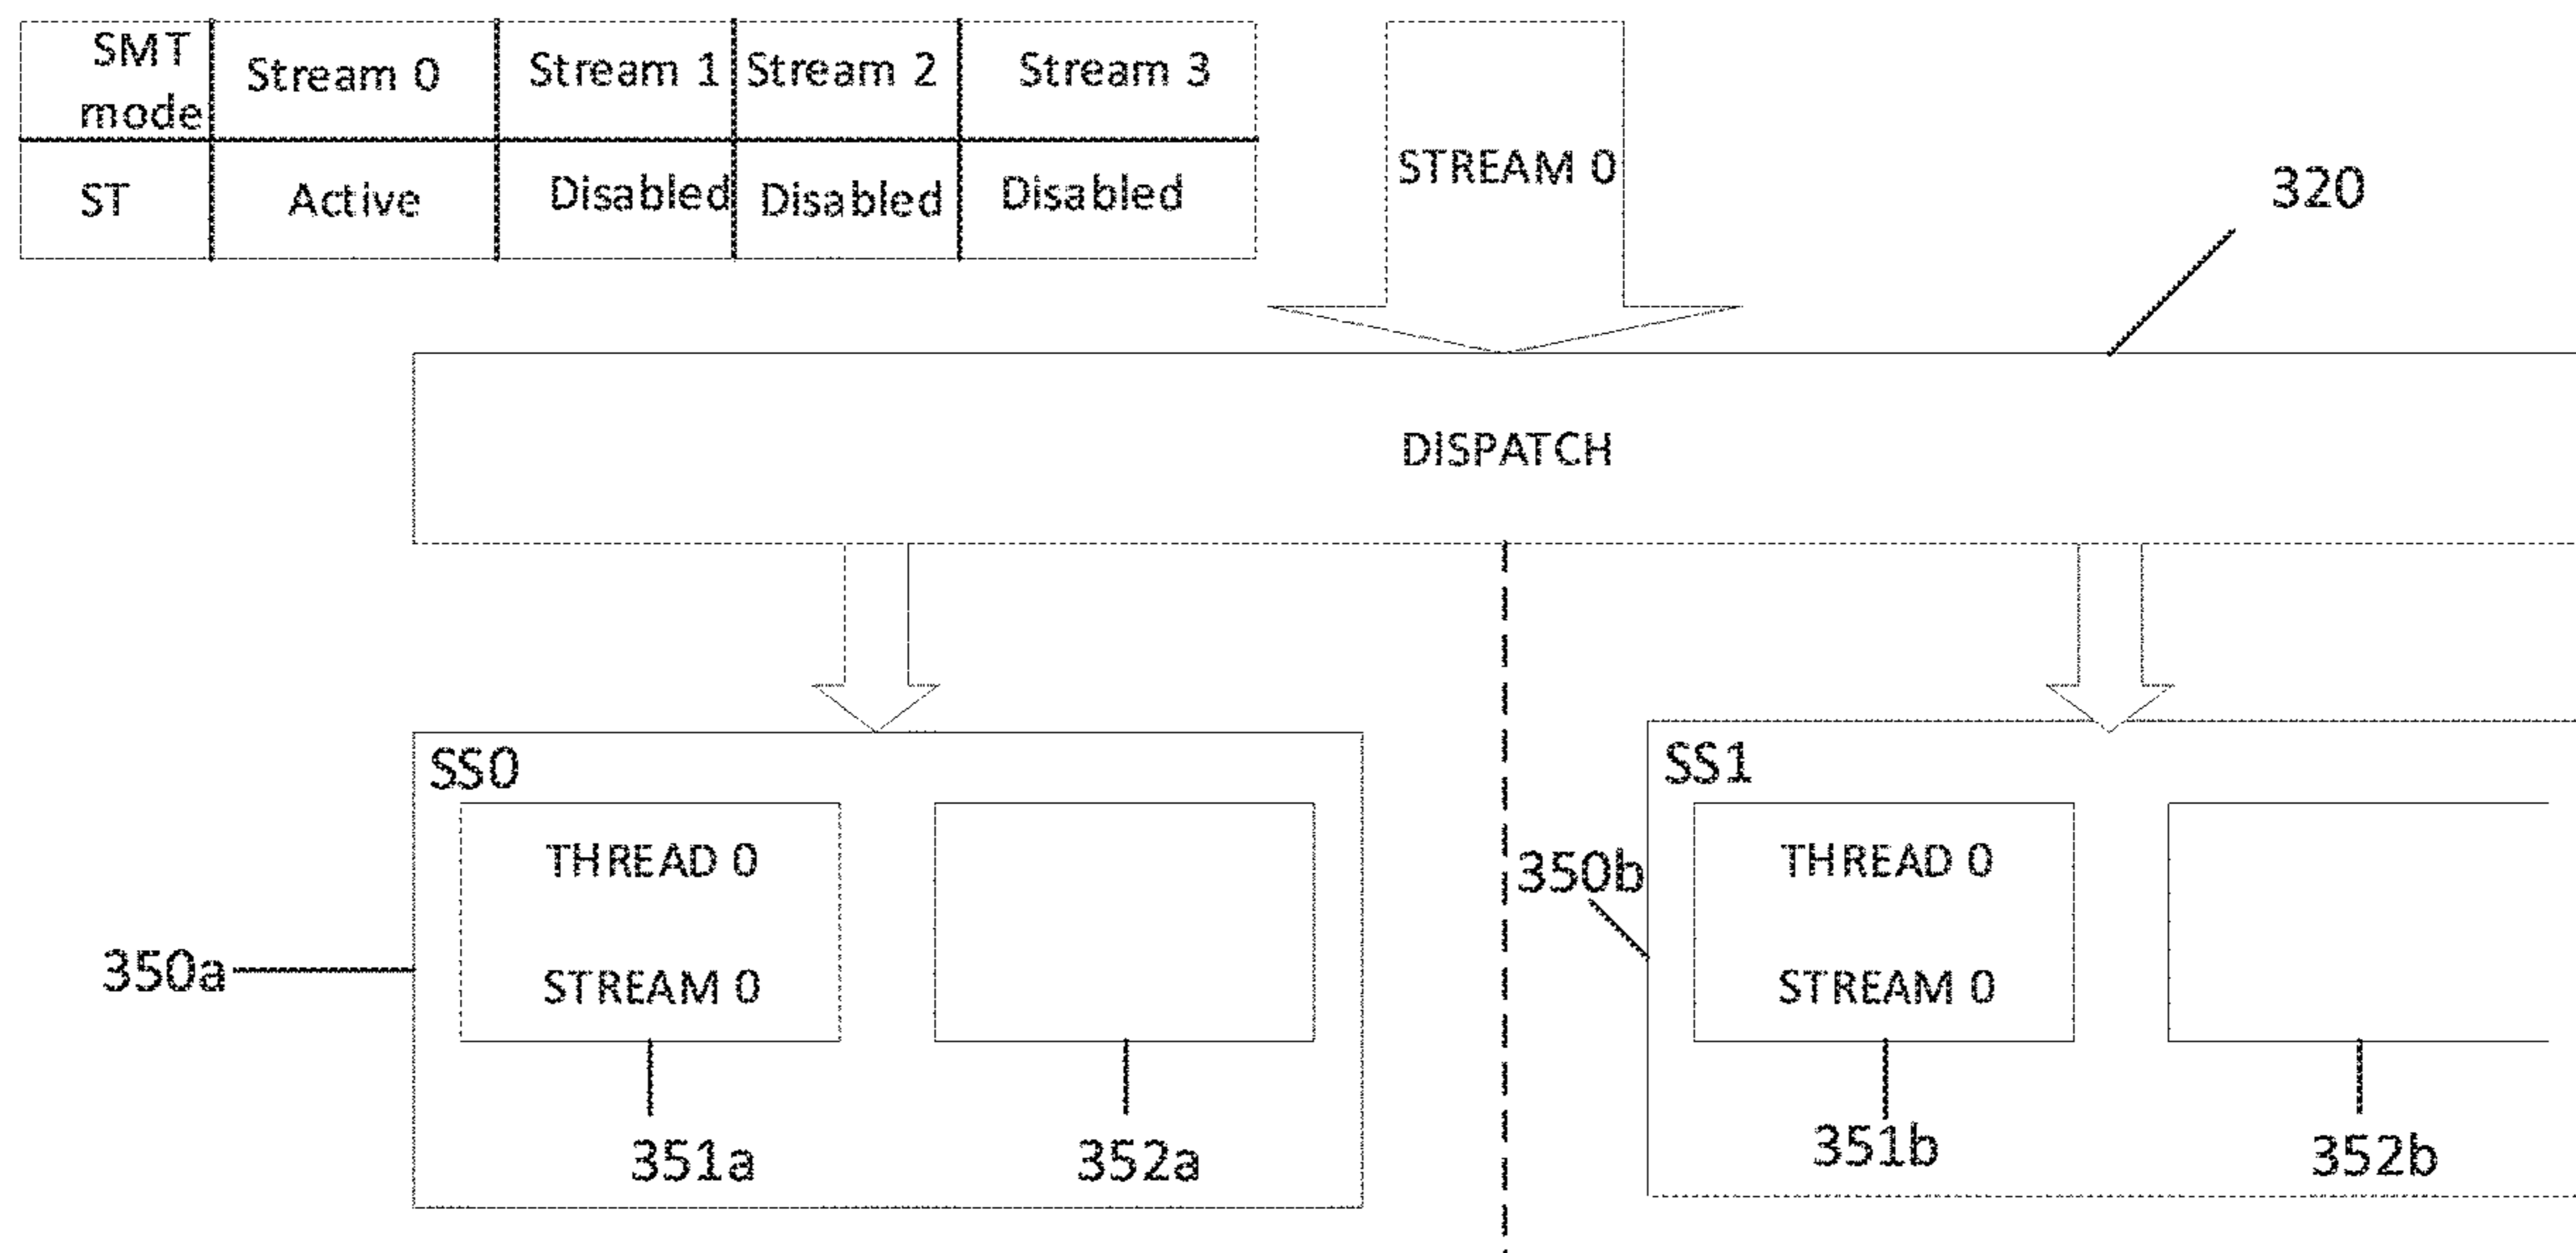 SMT mode Stream 0 Stream 1 Stream 2 Stream 3
ST Active Disabled Disabled Disabled
STREAM 0
320
DISPATCH
SS0
SS1
THREAD 0
THREAD 0
350b
350a
STREAM 0
STREAM 0
351a
352a
351b
352b